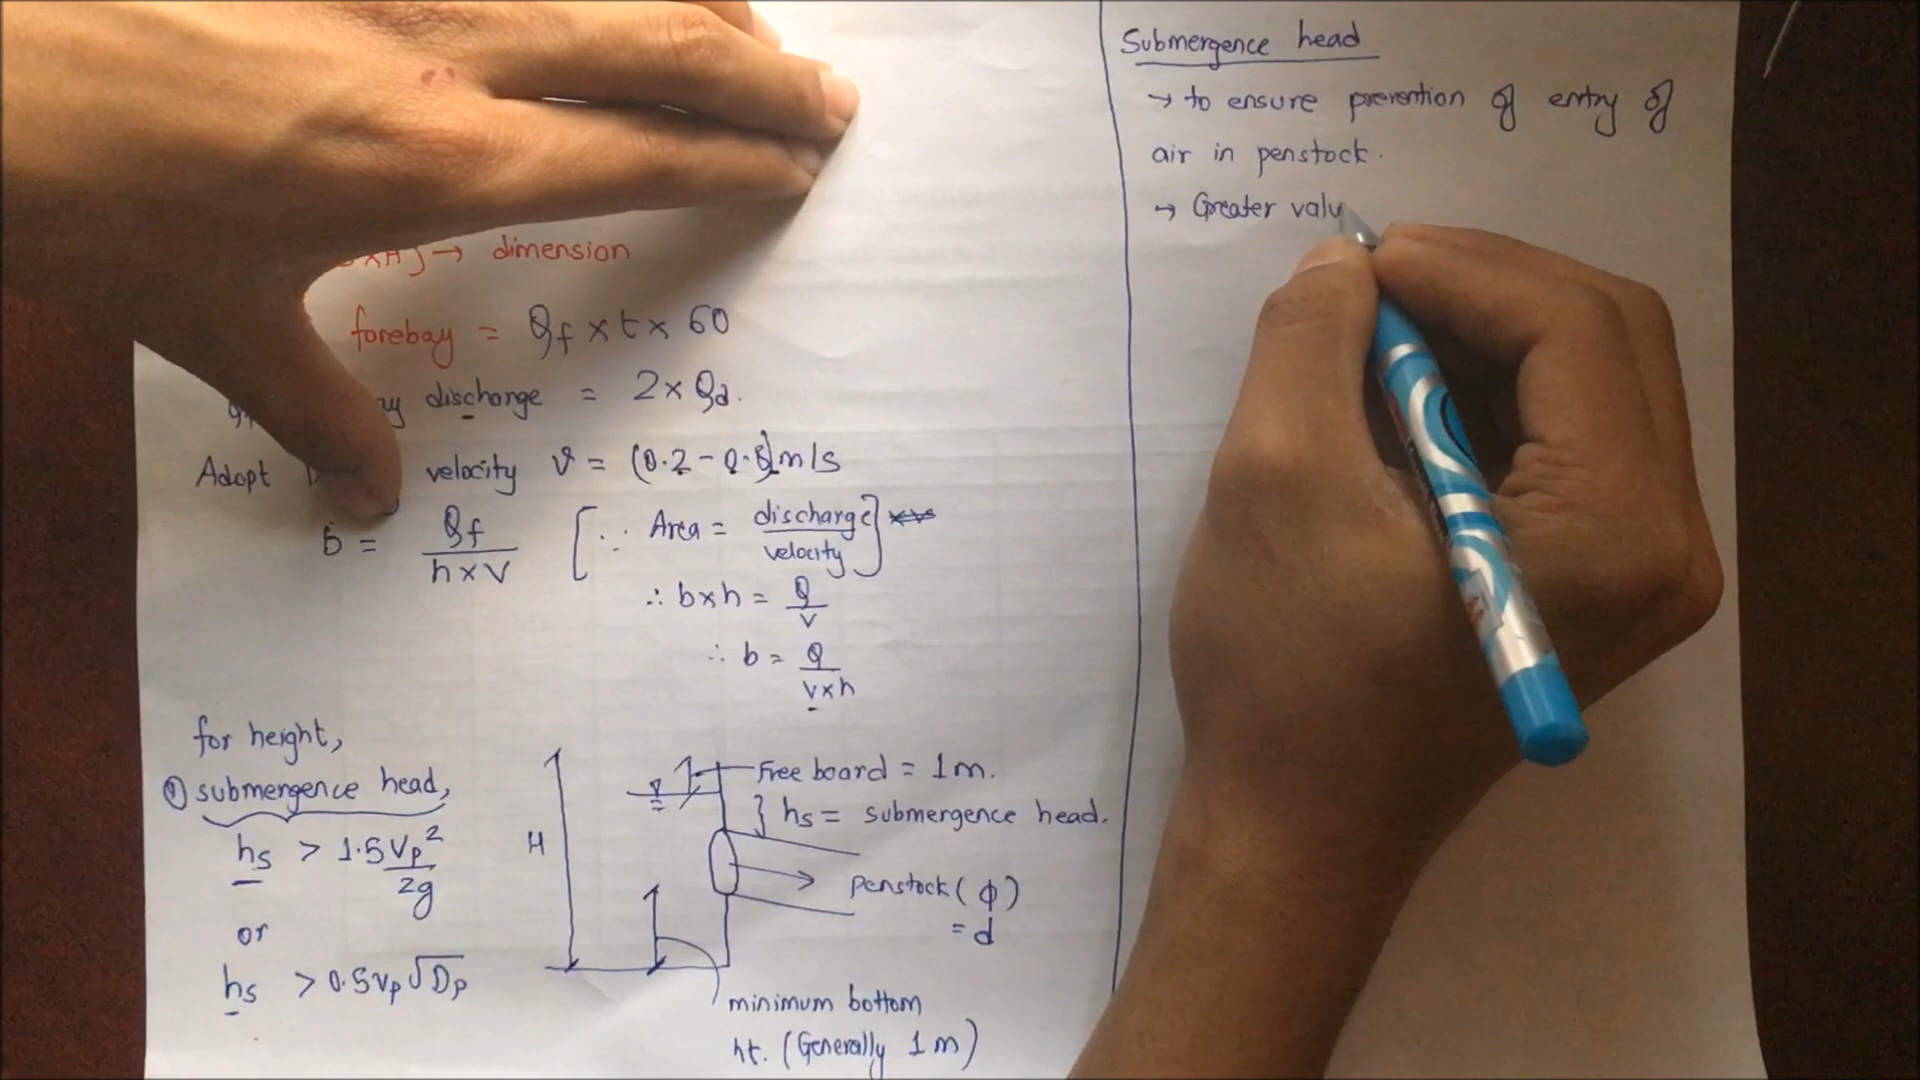 → dimension
forebay = Qf × t × 60
discharge = 2 × Qd.
Adopt velocity V = (0.2 - 0.5) m/s
b = Qf / h × v [∵ Area = discharge / velocity]
∴ b×h = Q / v
∴ b = Q / v×h
for height,
① submergence head,
hs > 1.5 Vp² / 2g
or
hs > 0.5 Vp √Dp
H
Free board = 1m.
} hs = submergence head.
Penstock (ϕ)
= d
minimum bottom
ht. (Generally 1 m)
Submergence head
→ to ensure prevention of entry of
air in penstock.
→ Greater valu